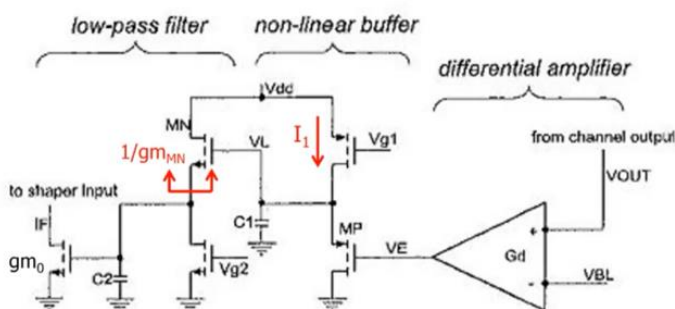 low-pass filter
non-linear buffer
differential amplifier
Vdd
MN
VL
I1
Vg1
from channel output
1/gmMN
VOUT
to shaper Input
IF
C1
MP
gm0
C2
Vg2
VE
+
Gd
-
VBL